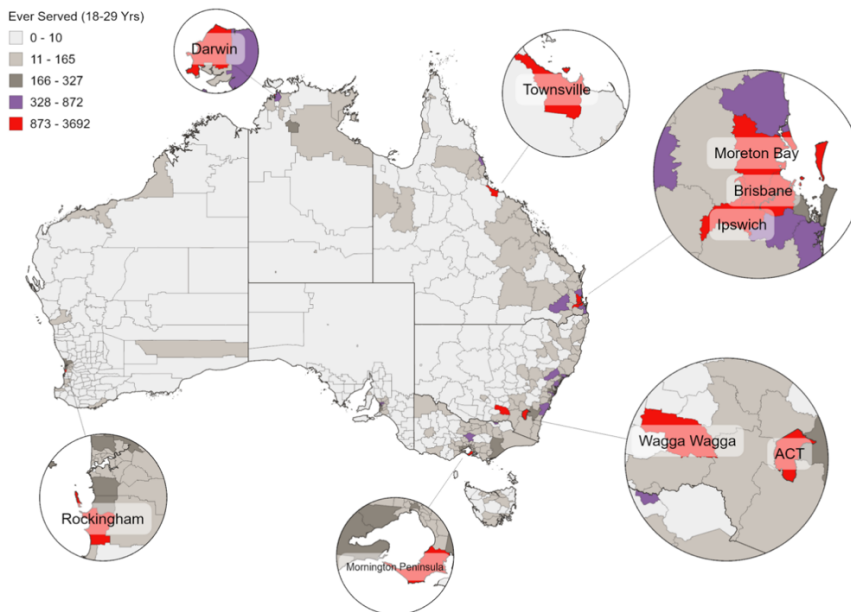 Ever Served (18-29 Yrs)
0 - 10
11 - 165
166 - 327
328 - 872
873 - 3692
Darwin
Townsville
Moreton Bay
Brisbane
Ipswich
Wagga Wagga
ACT
Rockingham
Mornington Peninsula